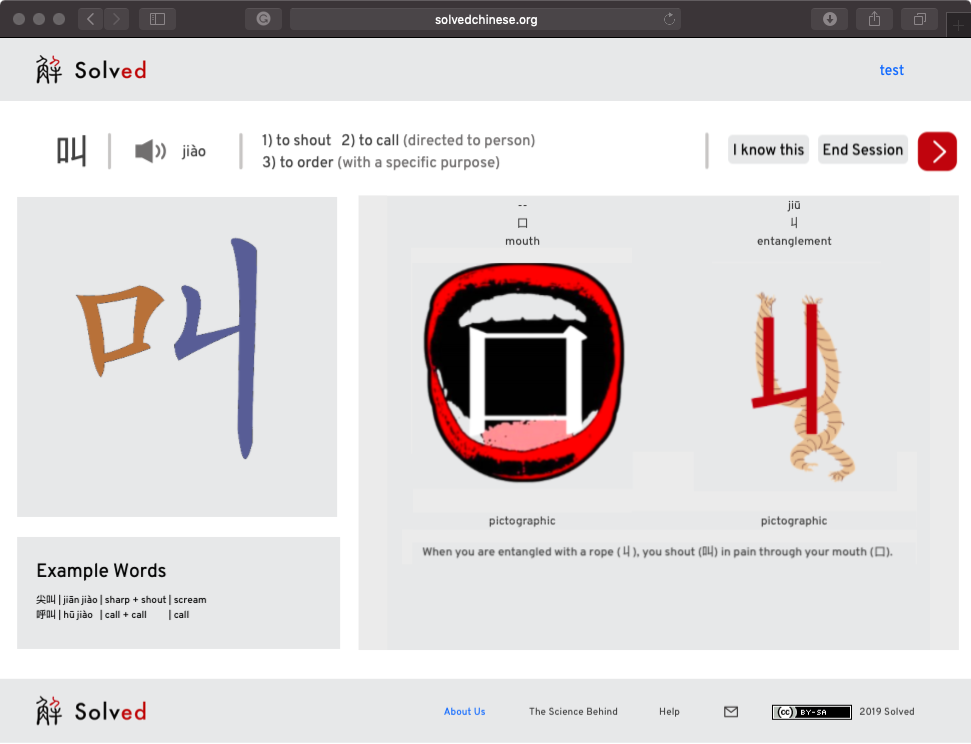 solvedchinese.org
解 Solved
test
叫
jiào
1) to shout 2) to call (directed to person)
3) to order (with a specific purpose)
I know this
End Session
叫
--
口
mouth
pictographic
jiū
丩
entanglement
pictographic
When you are entangled with a rope (丩), you shout (叫) in pain through your mouth (口).
Example Words
尖叫 | jiān jiào | sharp + shout | scream
呼叫 | hū jiào | call + call | call
解 Solved
About Us
The Science Behind
Help
cc BY-SA
2019 Solved